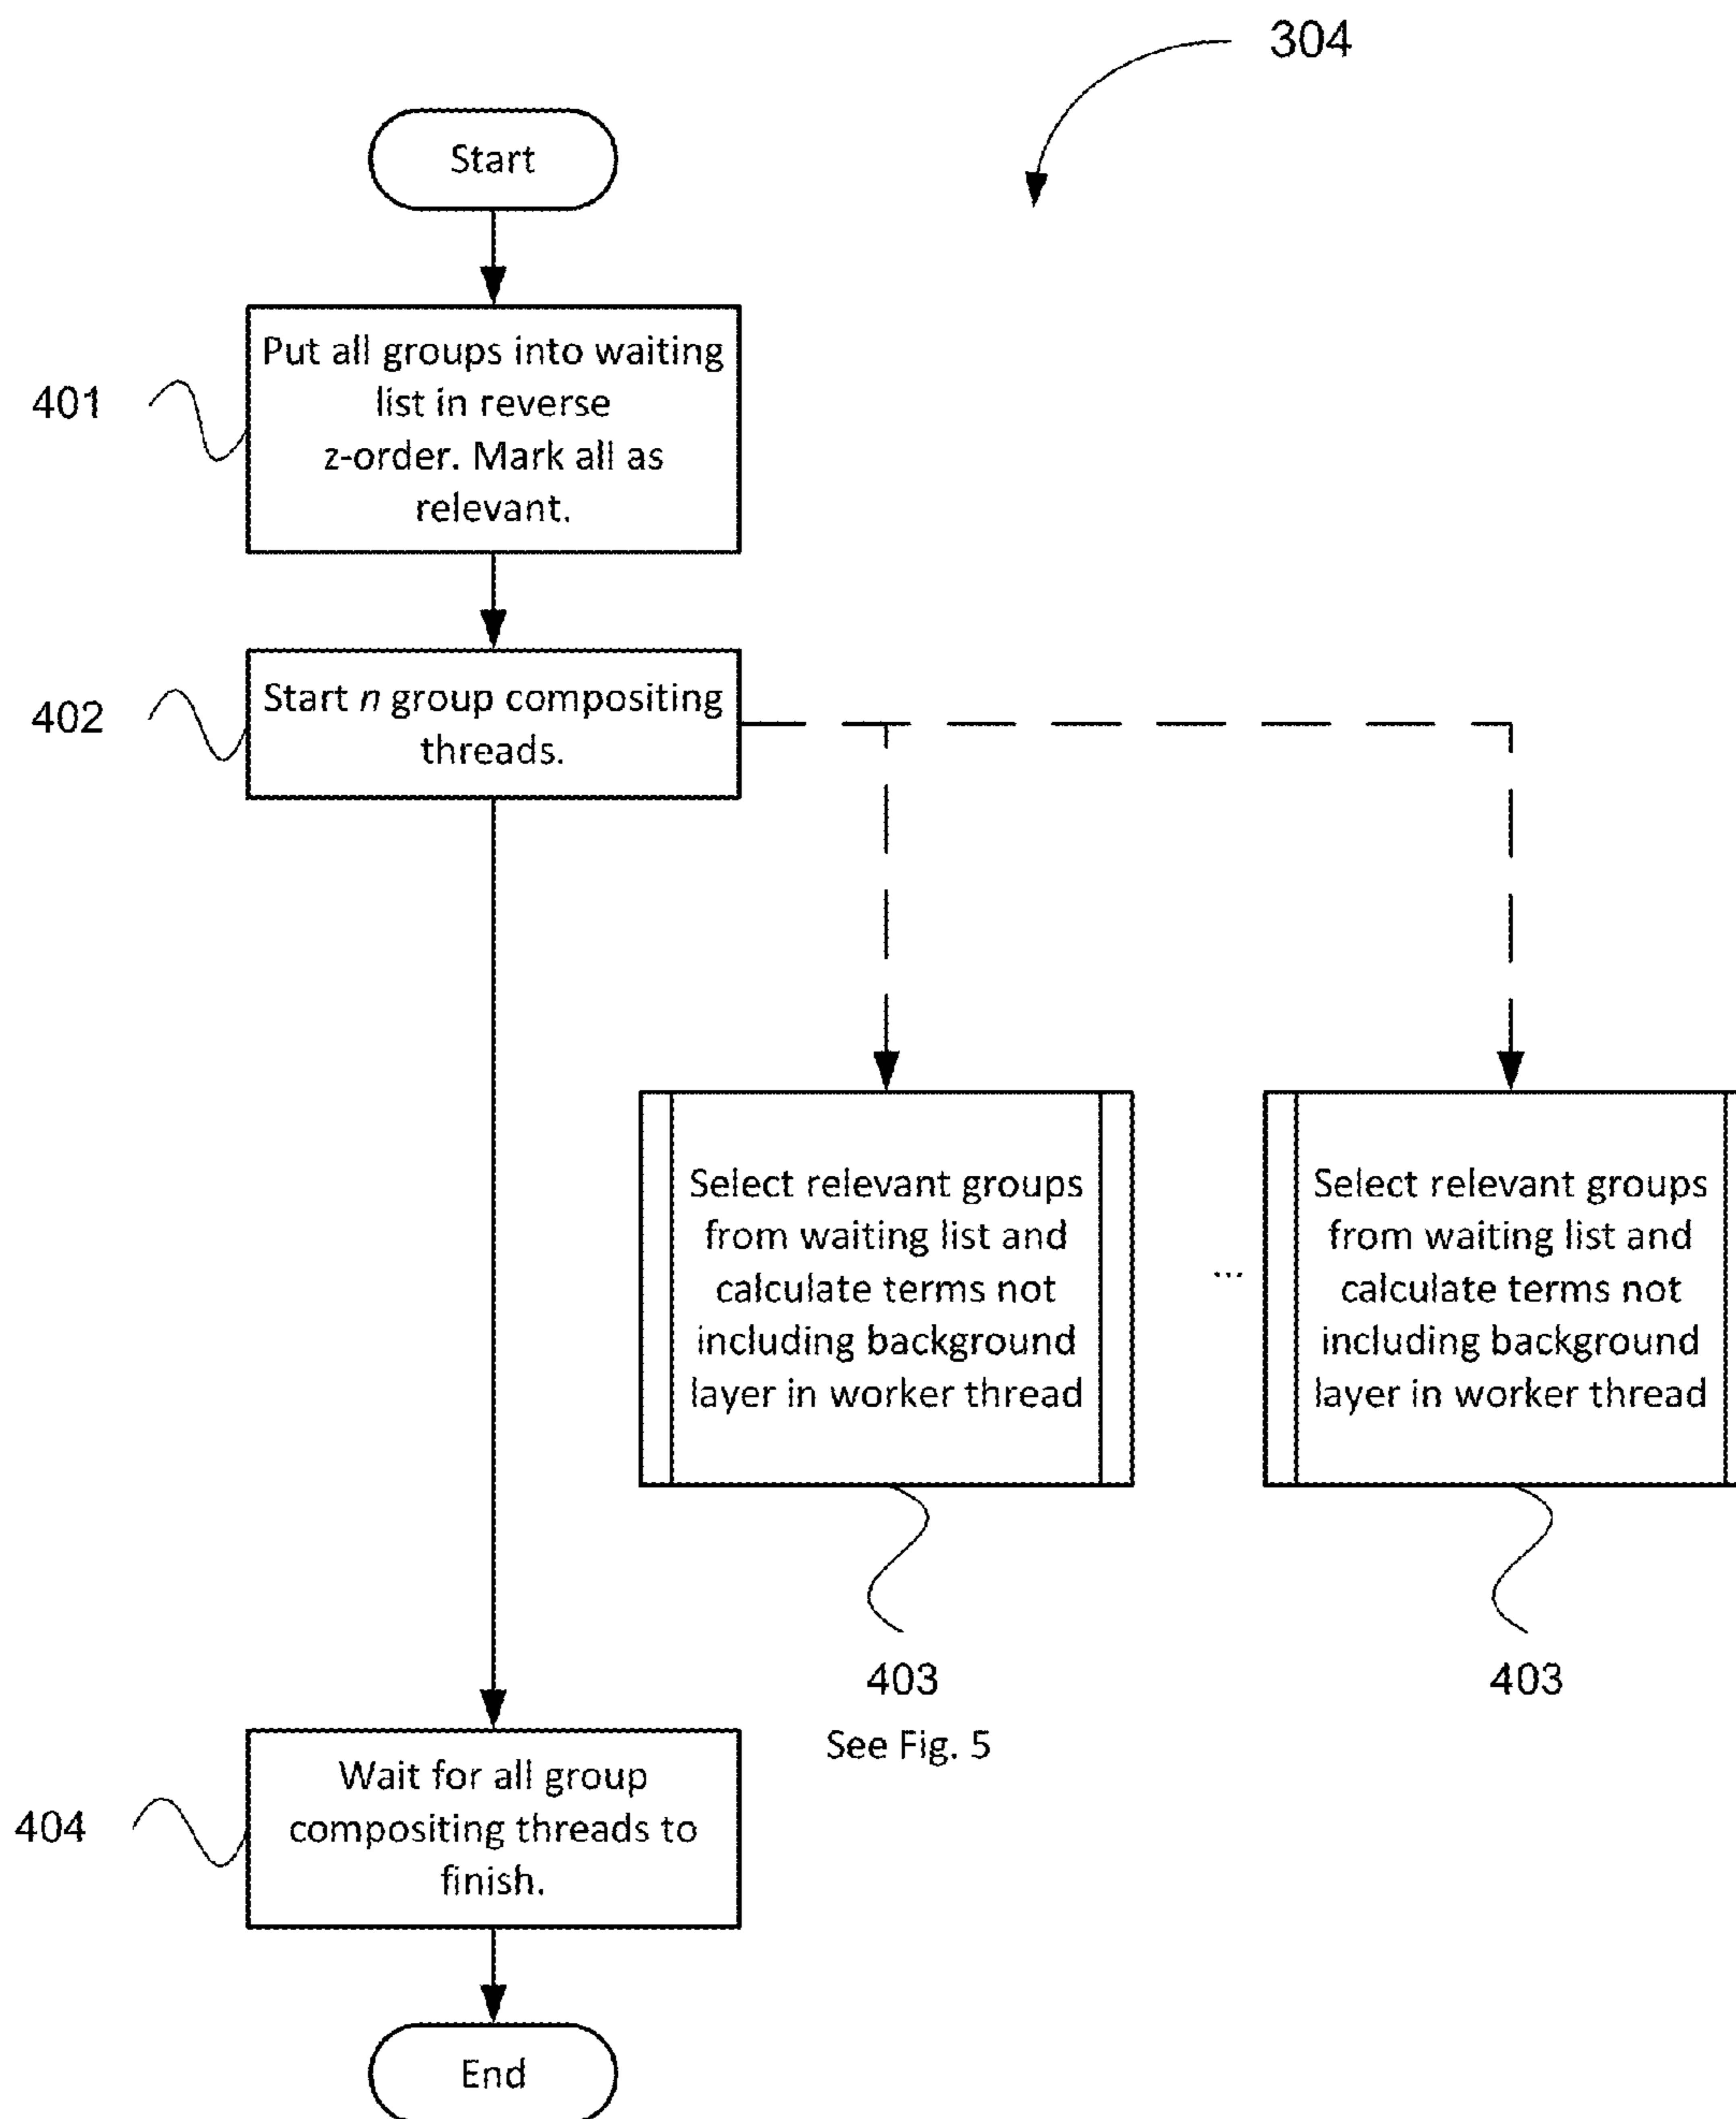 304
Start
401
Put all groups into waiting
list in reverse
z-order. Mark all as
relevant.
402
Start n group compositing
threads.
Select relevant groups
from waiting list and
calculate terms not
including background
layer in worker thread
...
Select relevant groups
from waiting list and
calculate terms not
including background
layer in worker thread
403
See Fig. 5
403
404
Wait for all group
compositing threads to
finish.
End